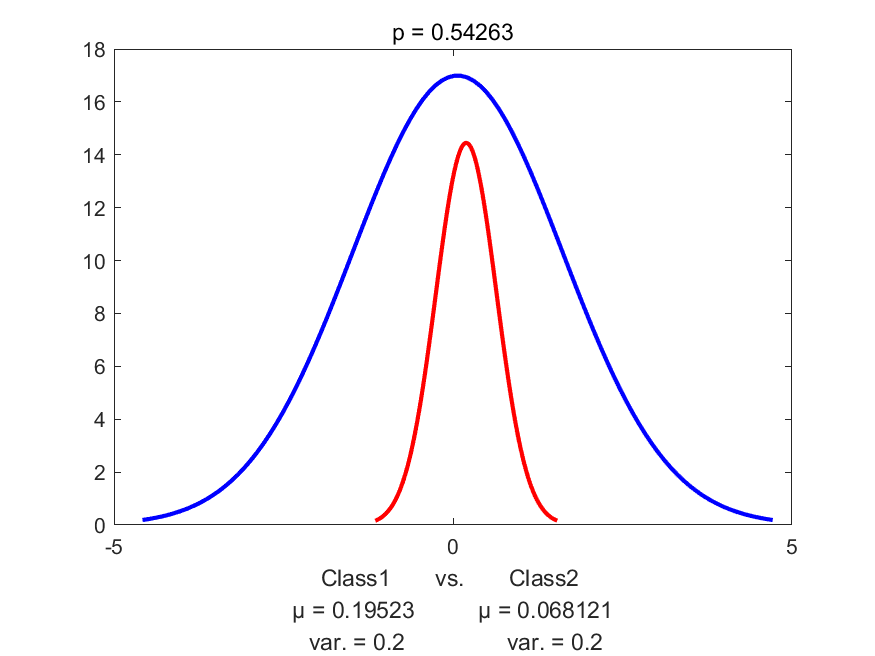 p = 0.54263
18
16
14
12
10
8
6
4
2
0
-5 0 5
Class1 vs. Class2
μ = 0.19523 μ = 0.068121
var. = 0.2 var. = 0.2